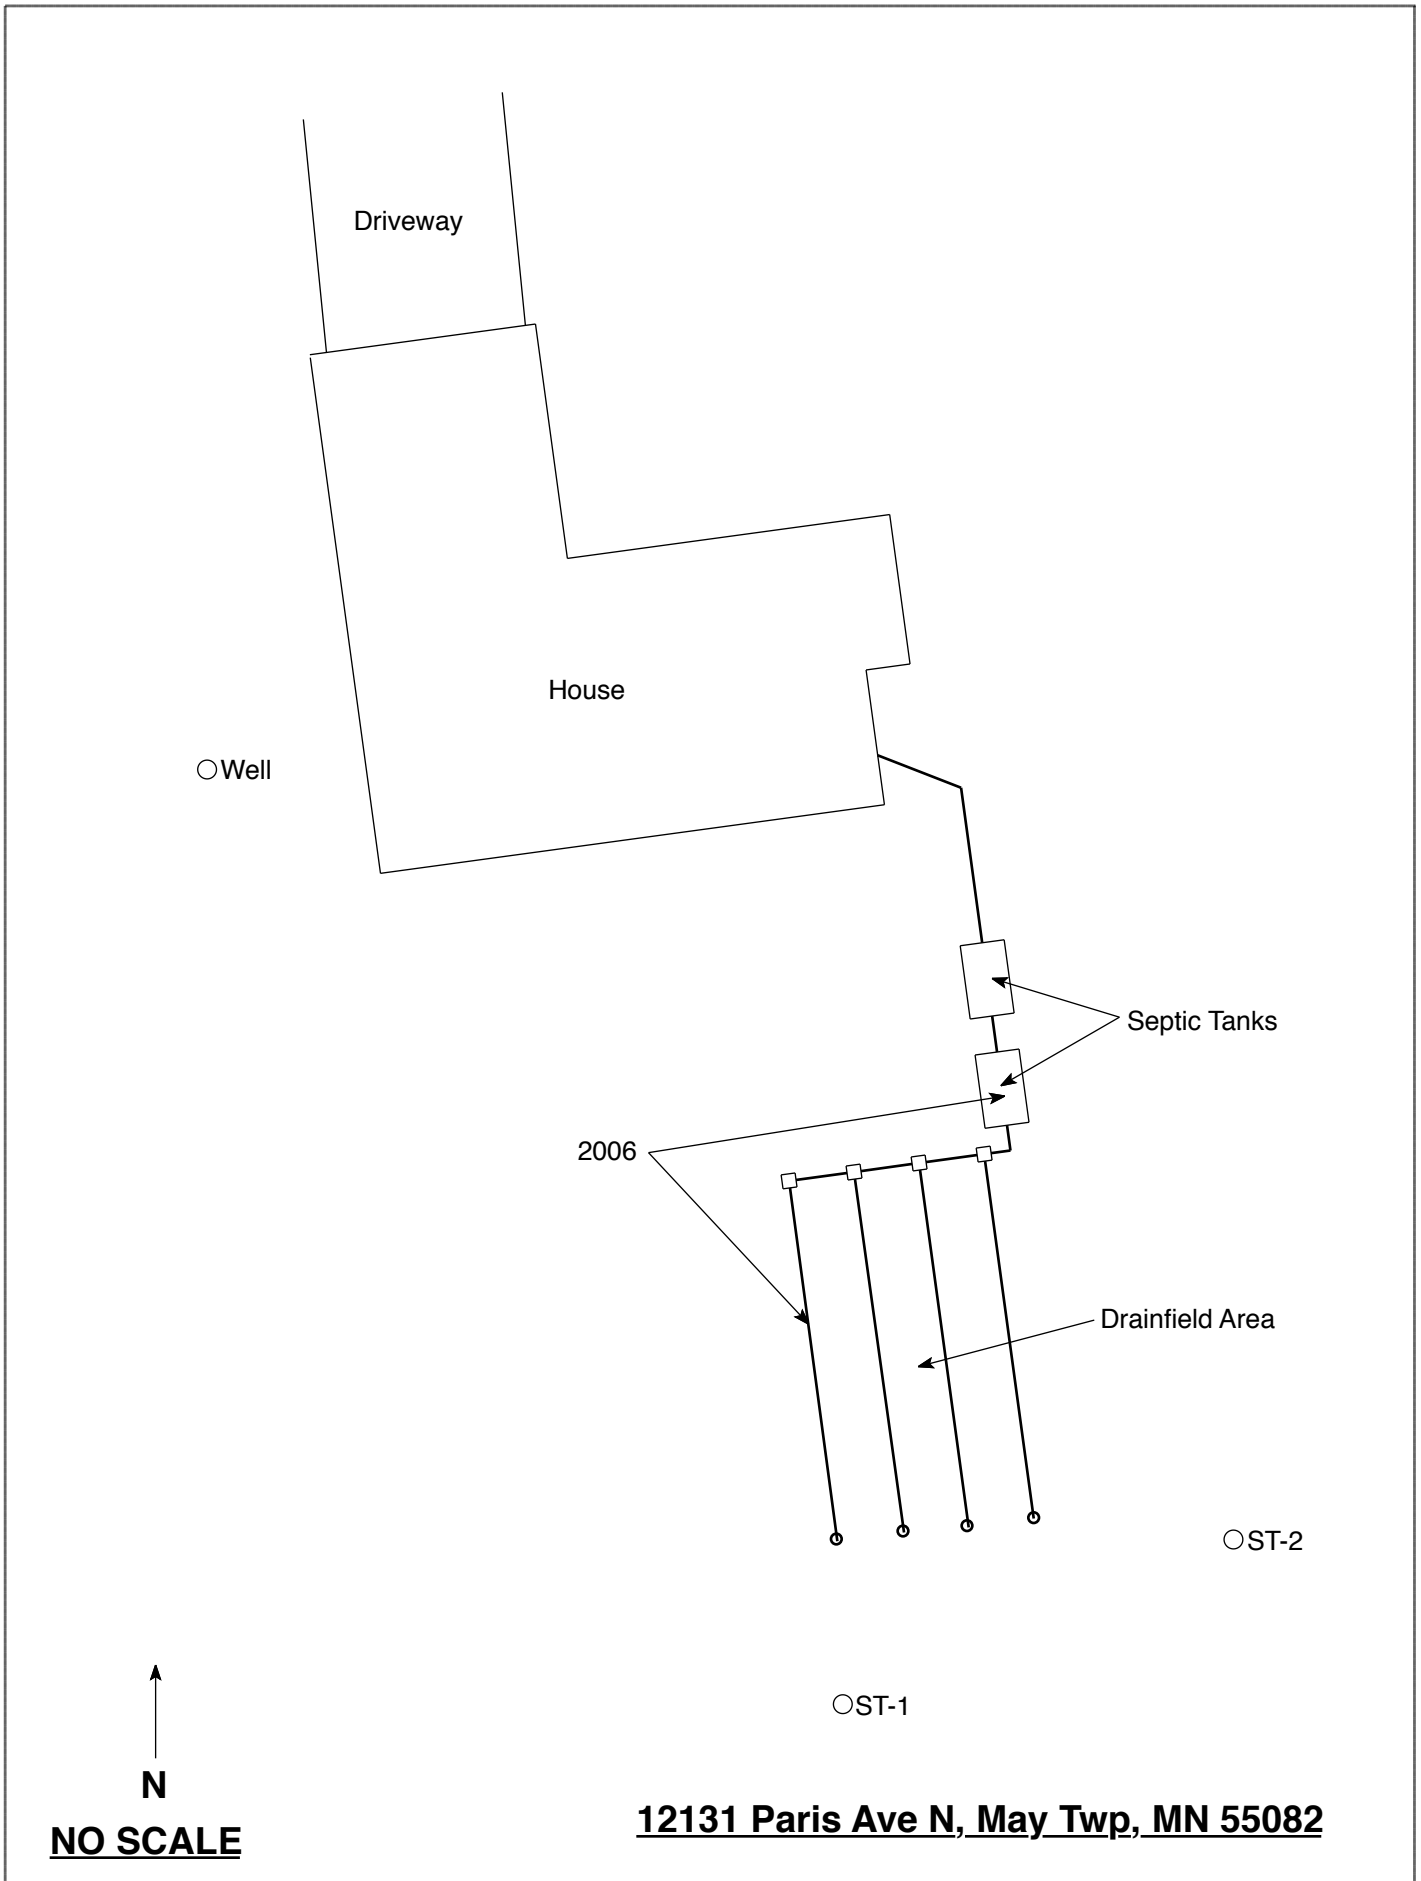 Driveway
House
Well
Septic Tanks
2006
Drainfield Area
ST-2
ST-1
N
NO SCALE
12131 Paris Ave N, May Twp, MN 55082